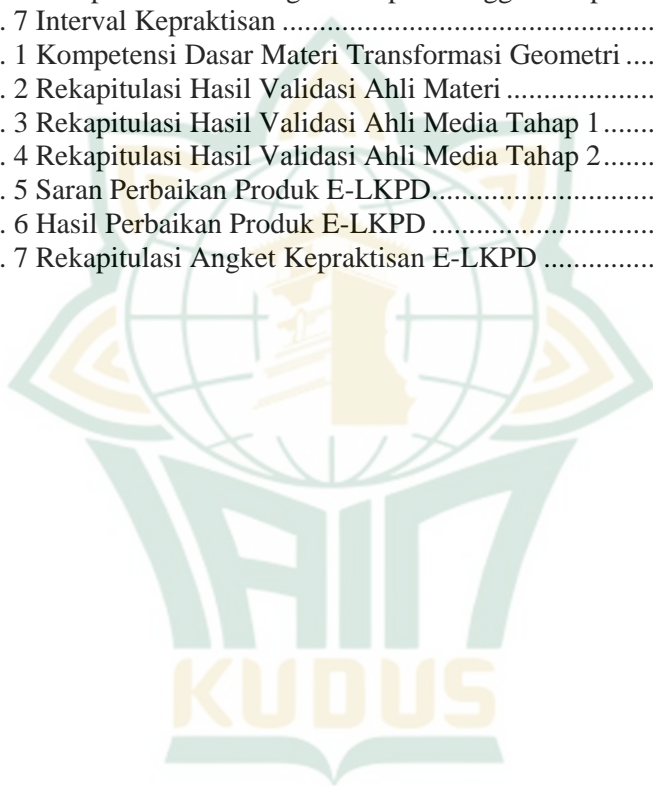 . 7 Interval Kepraktisan ................................................
. 1 Kompetensi Dasar Materi Transformasi Geometri ....
. 2 Rekapitulasi Hasil Validasi Ahli Materi ...................
. 3 Rekapitulasi Hasil Validasi Ahli Media Tahap 1.......
. 4 Rekapitulasi Hasil Validasi Ahli Media Tahap 2.......
. 5 Saran Perbaikan Produk E-LKPD............................
. 6 Hasil Perbaikan Produk E-LKPD ............................
. 7 Rekapitulasi Angket Kepraktisan E-LKPD ..............
IAIN
KUDUS